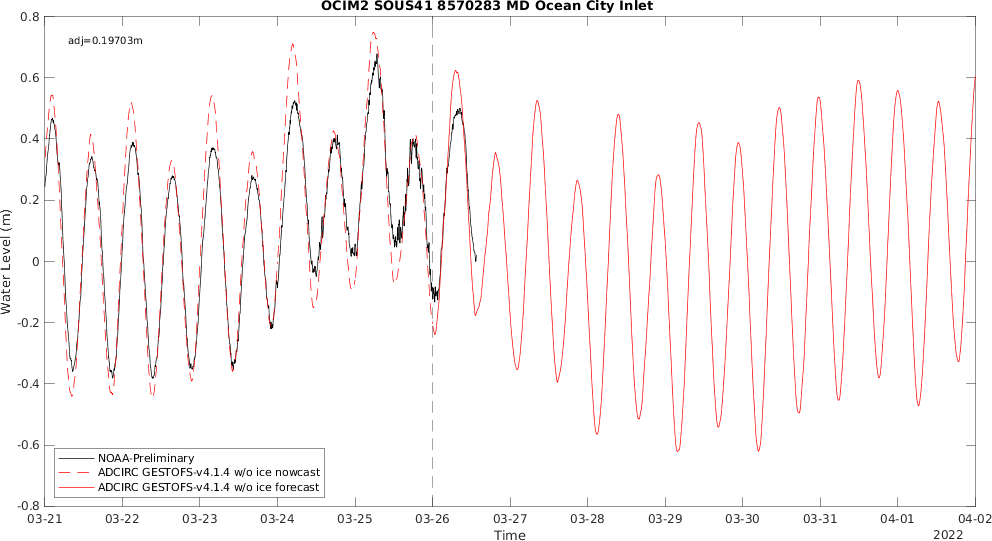 OCIM2 SOUS41 8570283 MD Ocean City Inlet
adj=0.19703m
Water Level (m)
0.8
0.6
0.4
0.2
0
-0.2
-0.4
-0.6
-0.8
NOAA-Preliminary
ADCIRC GESTOFS-v4.1.4 w/o ice nowcast
ADCIRC GESTOFS-v4.1.4 w/o ice forecast
03-21 03-22 03-23 03-24 03-25 03-26 03-27 03-28 03-29 03-30 03-31 04-01 04-02
Time
2022